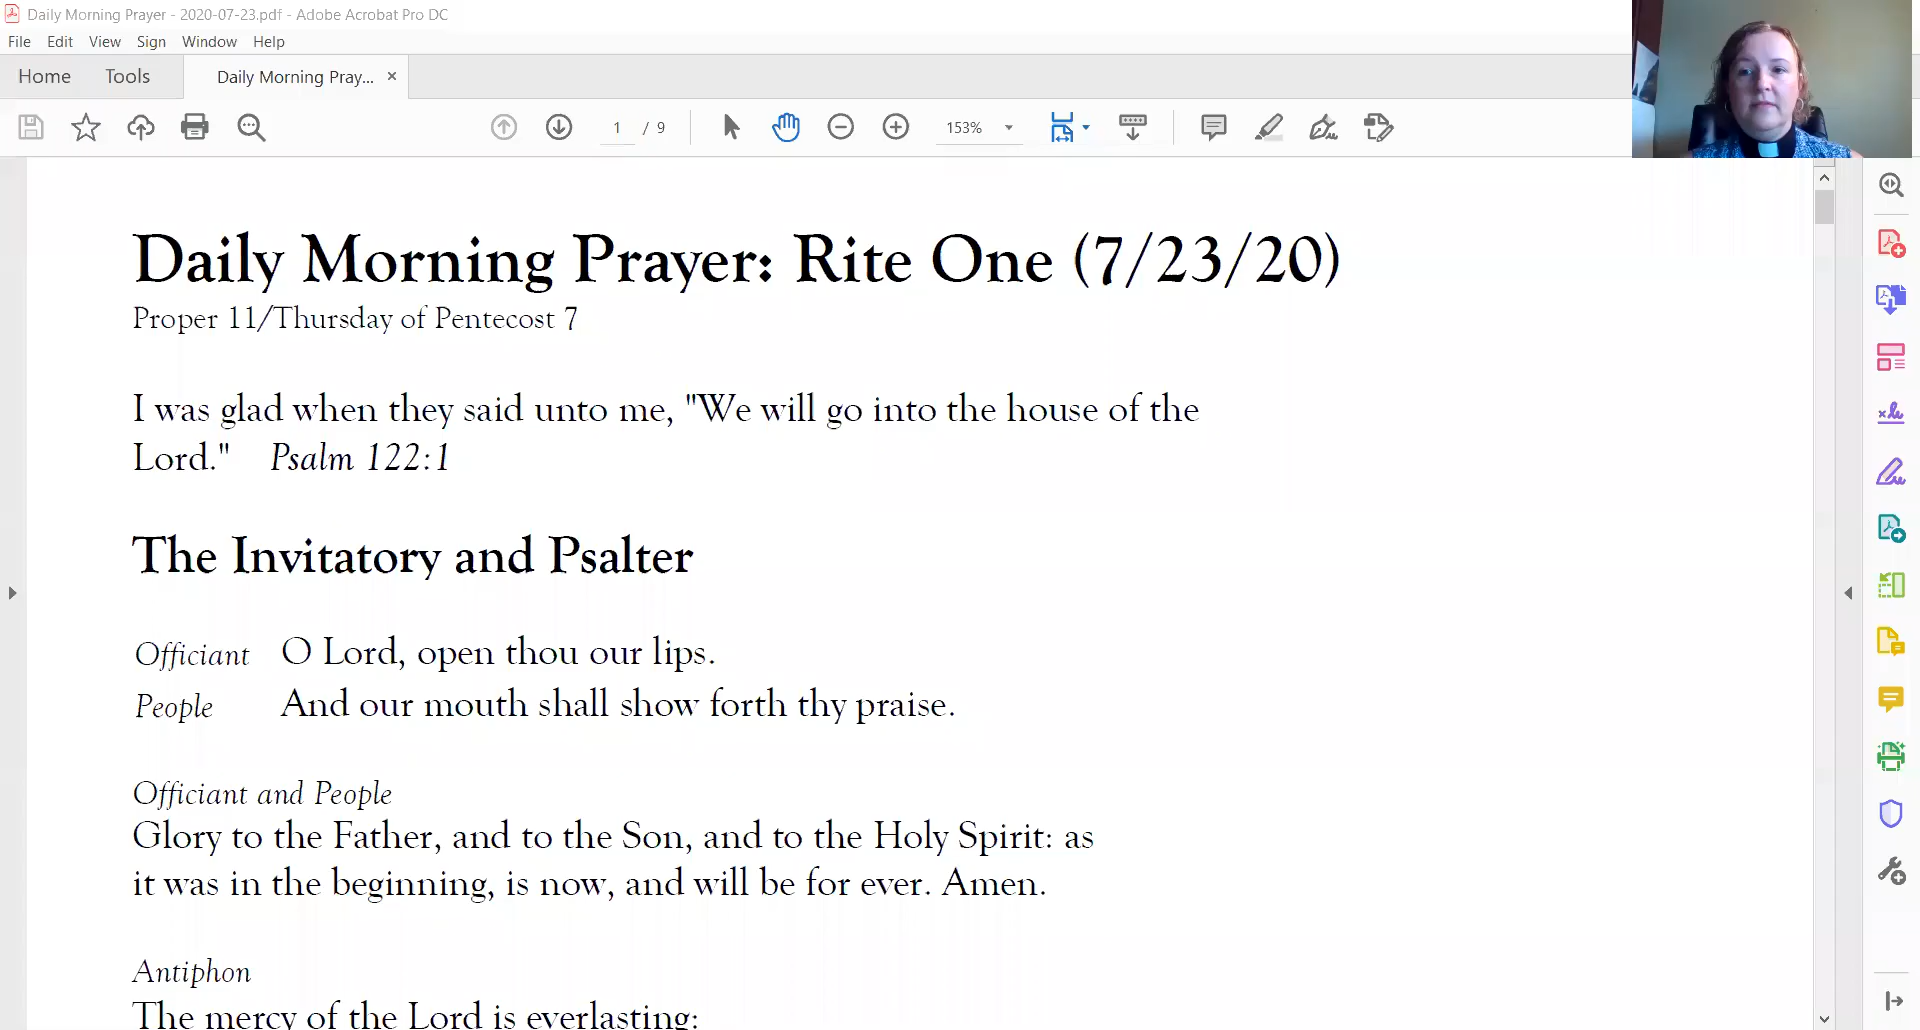 Daily Morning Prayer - 2020-07-23.pdf - Adobe Acrobat Pro DC
File Edit View Sign Window Help
Home Tools Daily Morning Pray... ×
1 / 9 153%
Daily Morning Prayer: Rite One (7/23/20)
Proper 11/Thursday of Pentecost 7
I was glad when they said unto me, "We will go into the house of the
Lord." Psalm 122:1
The Invitatory and Psalter
Officiant O Lord, open thou our lips.
People And our mouth shall show forth thy praise.
Officiant and People
Glory to the Father, and to the Son, and to the Holy Spirit: as
it was in the beginning, is now, and will be for ever. Amen.
Antiphon
The mercy of the Lord is everlasting: